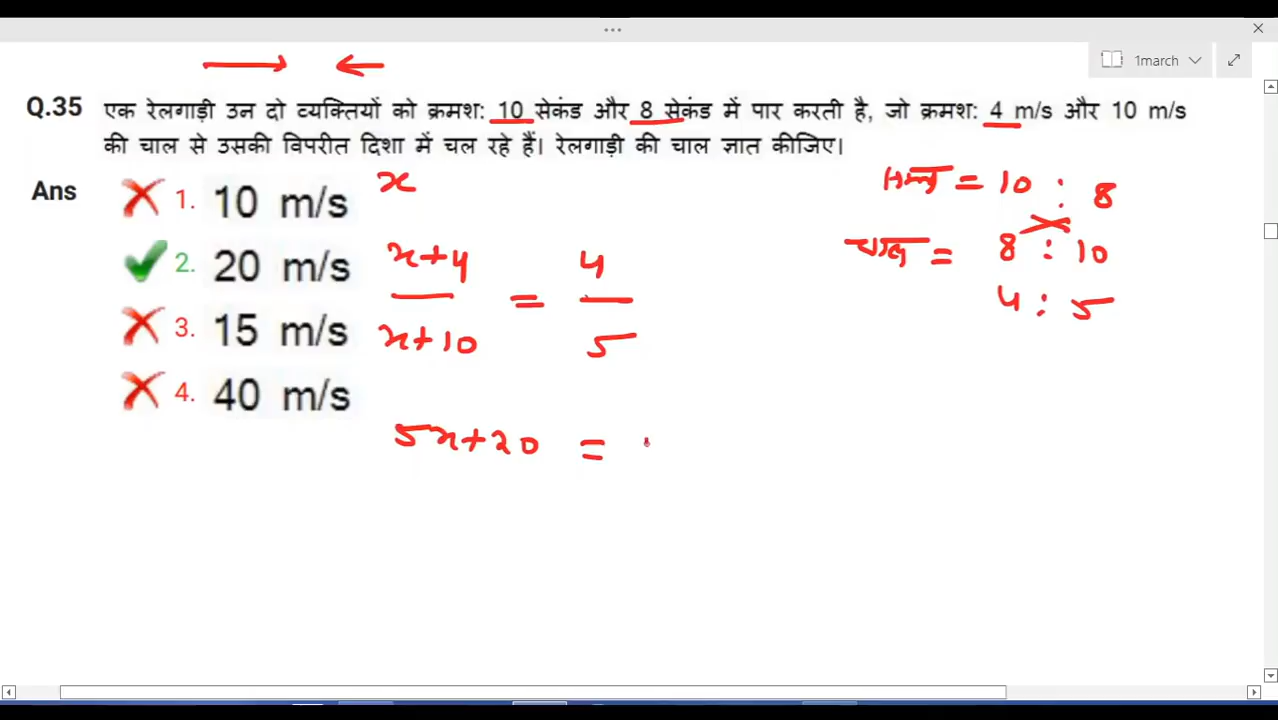 1march
Q.35 एक रेलगाड़ी उन दो व्यक्तियों को क्रमश: 10 सेकंड और 8 सेकंड में पार करती है, जो क्रमश: 4 m/s और 10 m/s
की चाल से उसकी विपरीत दिशा में चल रहे हैं। रेलगाड़ी की चाल ज्ञात कीजिए।
Ans 1. 10 m/s
2. 20 m/s
3. 15 m/s
4. 40 m/s
x
x+4 / x+10 = 4 / 5
5x+20 =
= 10 : 8
चाल = 8 : 10
4 : 5